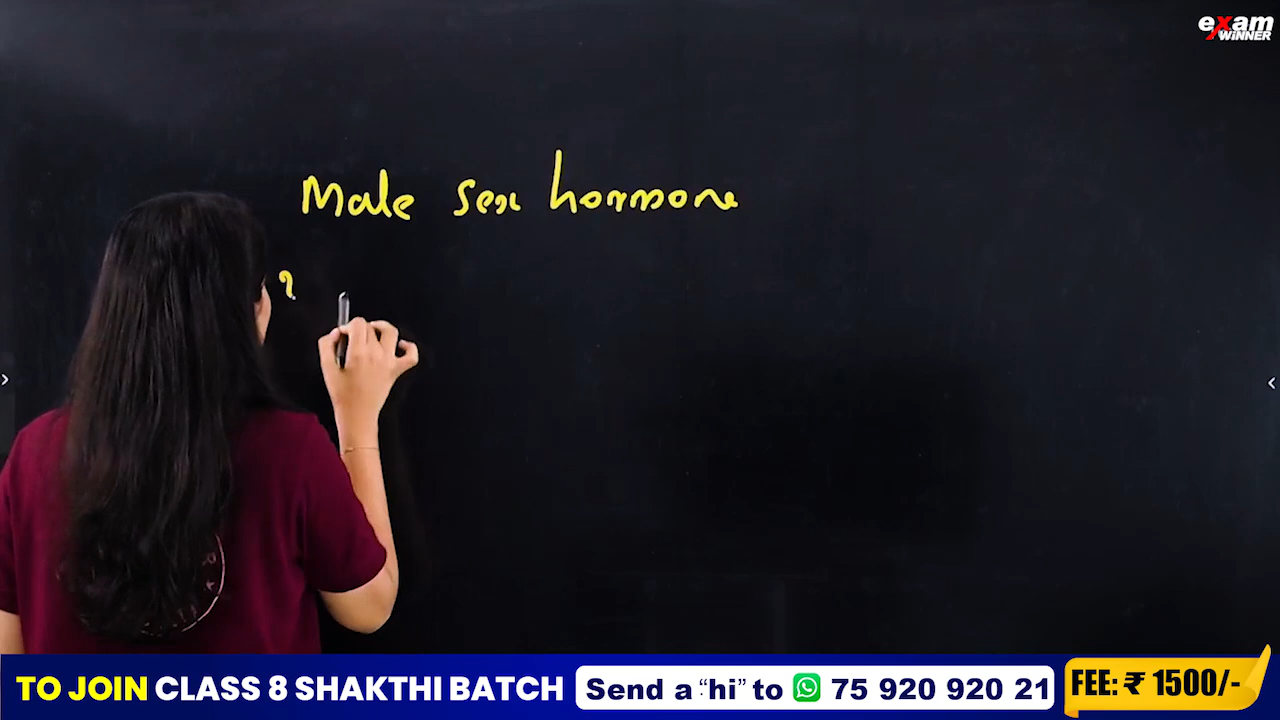 exam
WINNER
Male sex hormone
?
TO JOIN CLASS 8 SHAKTHI BATCH
Send a “hi” to 75 920 920 21
FEE: ₹ 1500/-